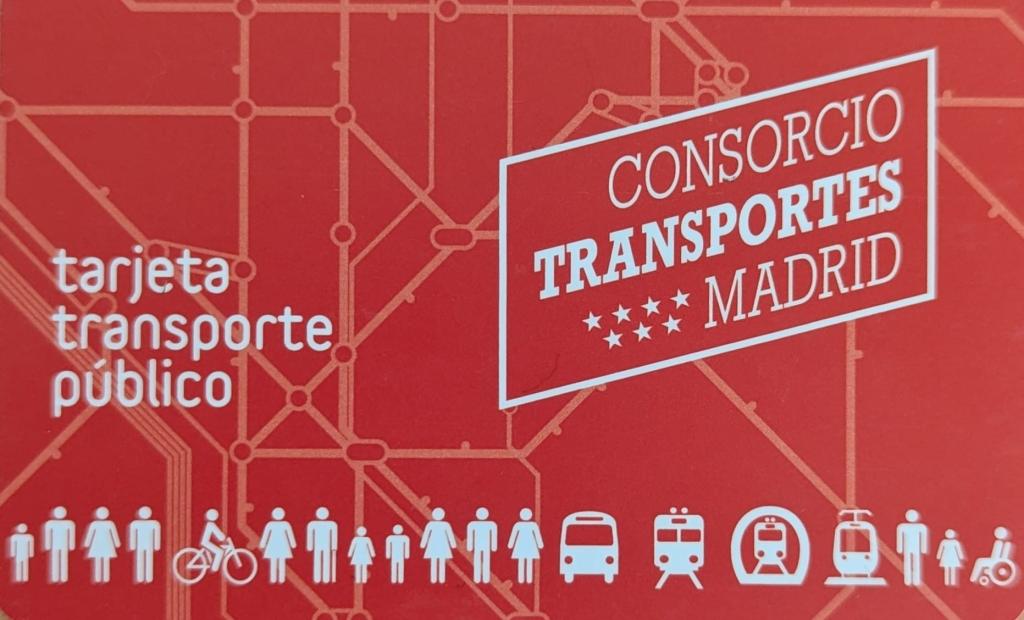 tarjeta
transporte
público
CONSORCIO
TRANSPORTES
MADRID